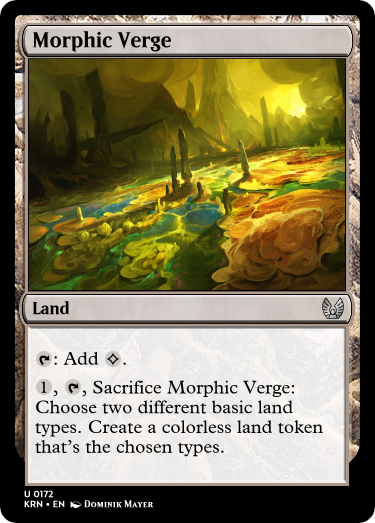 Morphic Verge
Land
: Add .
1, , Sacrifice Morphic Verge:
Choose two different basic land
types. Create a colorless land token
that's the chosen types.
U 0172
KRN • EN Dominik Mayer